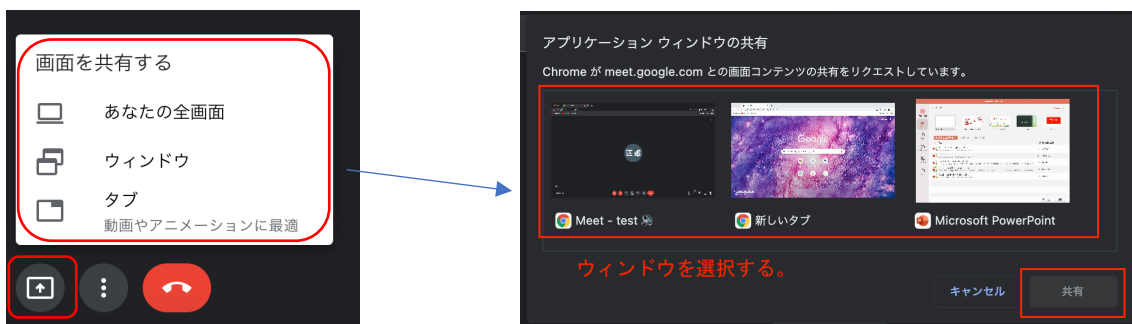 画面を共有する
あなたの全画面
ウィンドウ
タブ
動画やアニメーションに最適
アプリケーション ウィンドウの共有
Chrome が meet.google.com との画面コンテンツの共有をリクエストしています。
Google
Meet - test
新しいタブ
Microsoft PowerPoint
ウィンドウを選択する。
キャンセル
共有